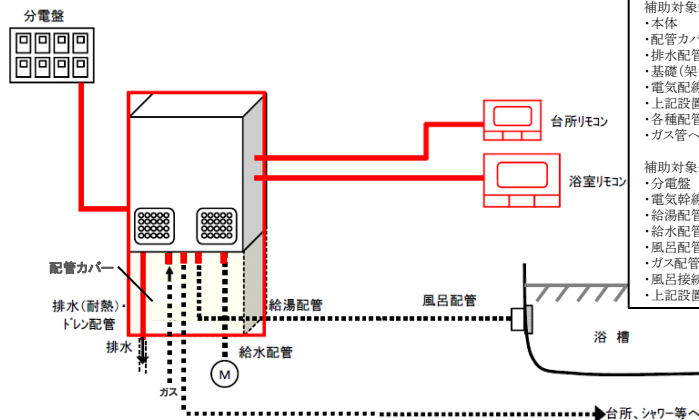 分電盤
補助対象
・本体
・配管カバ
・排水配管
・基礎(架
・電気配線
・上記設置
・各種配管
・ガス管へ
補助対象
・分電盤
・電気幹線
・給湯配管
・給水配管
・風呂配管
・ガス配管
・風呂接続
・上記設置
台所リモコン
浴室リモコン
配管カバー
排水(耐熱)・
ドレン配管
排水
給湯配管
風呂配管
給水配管
M
ガス
浴槽
台所、シャワー等へ